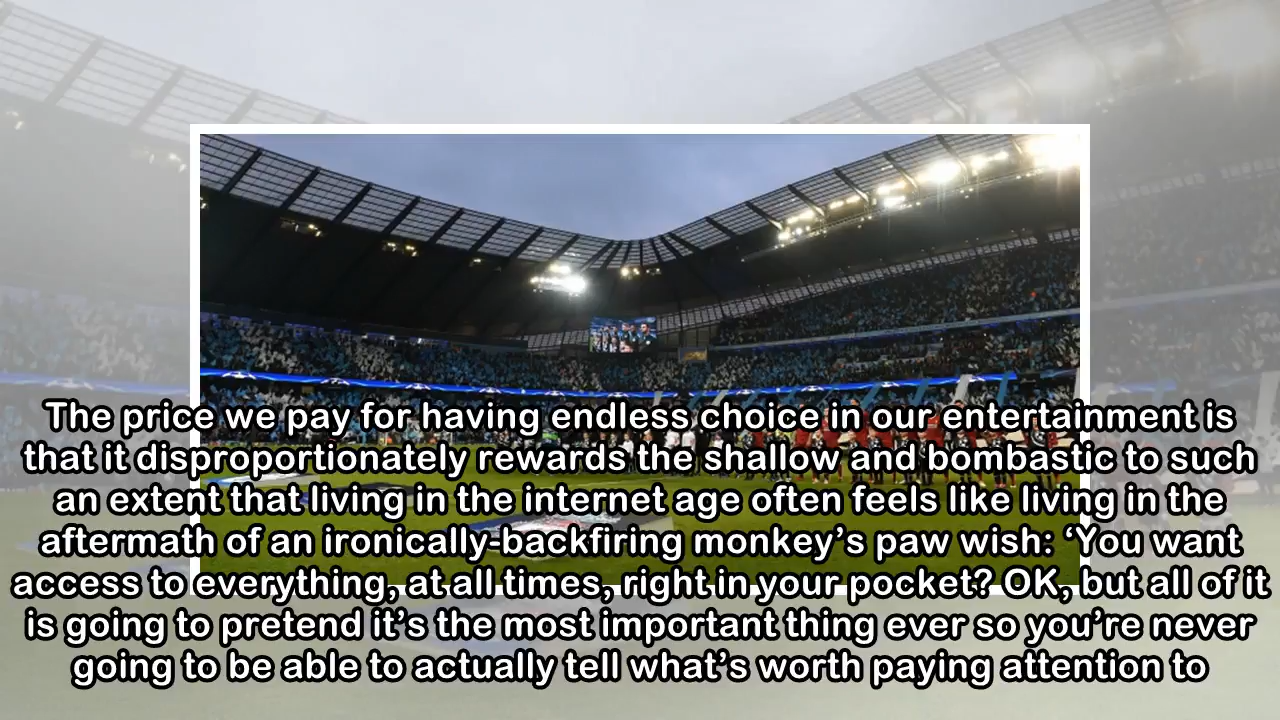 The price we pay for having endless choice in our entertainment is
that it disproportionately rewards the shallow and bombastic to such
an extent that living in the internet age often feels like living in the
aftermath of an ironically-backfiring monkey’s paw wish: ‘You want
access to everything, at all times, right in your pocket? OK, but all of it
is going to pretend it’s the most important thing ever so you’re never
going to be able to actually tell what’s worth paying attention to